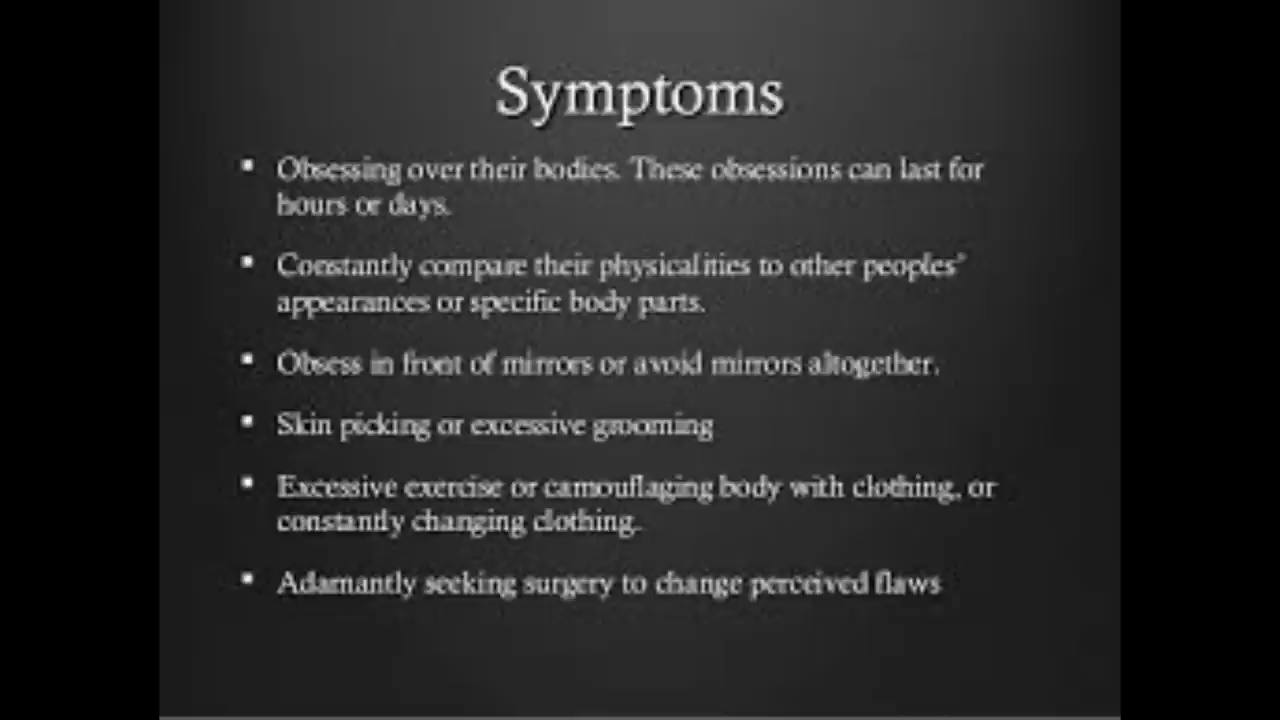 Symptoms
▪ Obsessing over their bodies. These obsessions can last for
hours or days.
▪ Constantly compare their physicalities to other peoples'
appearances or specific body parts.
▪ Obsess in front of mirrors or avoid mirrors altogether.
▪ Skin picking or excessive grooming
▪ Excessive exercise or camouflaging body with clothing, or
constantly changing clothing.
▪ Adamantly seeking surgery to change perceived flaws